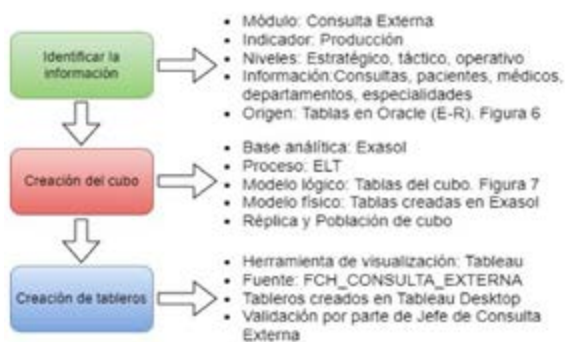 Identificar la
información
• Módulo: Consulta Externa
• Indicador: Producción
• Niveles: Estratégico, táctico, operativo
• Información:Consultas, pacientes, médicos,
departamentos, especialidades
• Origen: Tablas en Oracle (E-R). Figura 6
Creación del cubo
• Base análítica: Exasol
• Proceso: ELT
• Modelo lógico: Tablas del cubo. Figura 7
• Modelo físico: Tablas creadas en Exasol
• Réplica y Población de cubo
Creación de tableros
• Herramienta de visualización: Tableau
• Fuente: FCH_CONSULTA_EXTERNA
• Tableros creados en Tableau Desktop
• Validación por parte de Jefe de Consulta
Externa